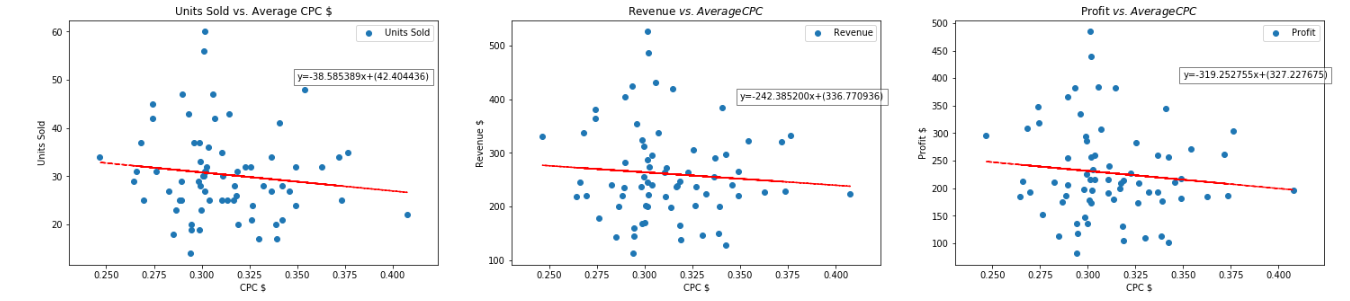 Units Sold vs. Average CPC $
Units Sold
y=-38.585389x+(42.404436)
60
50
40
30
20
Units Sold
0.250
0.275
0.300
0.325
0.350
0.375
0.400
CPC $
Revenue vs.AverageCPC
Revenue
y=-242.385200x+(336.770936)
500
400
300
200
100
Revenue $
0.250
0.275
0.300
0.325
0.350
0.375
0.400
CPC $
Profit vs.AverageCPC
Profit
y=-319.252755x+(327.227675)
500
450
400
350
300
250
200
150
100
Profit $
0.250
0.275
0.300
0.325
0.350
0.375
0.400
CPC $